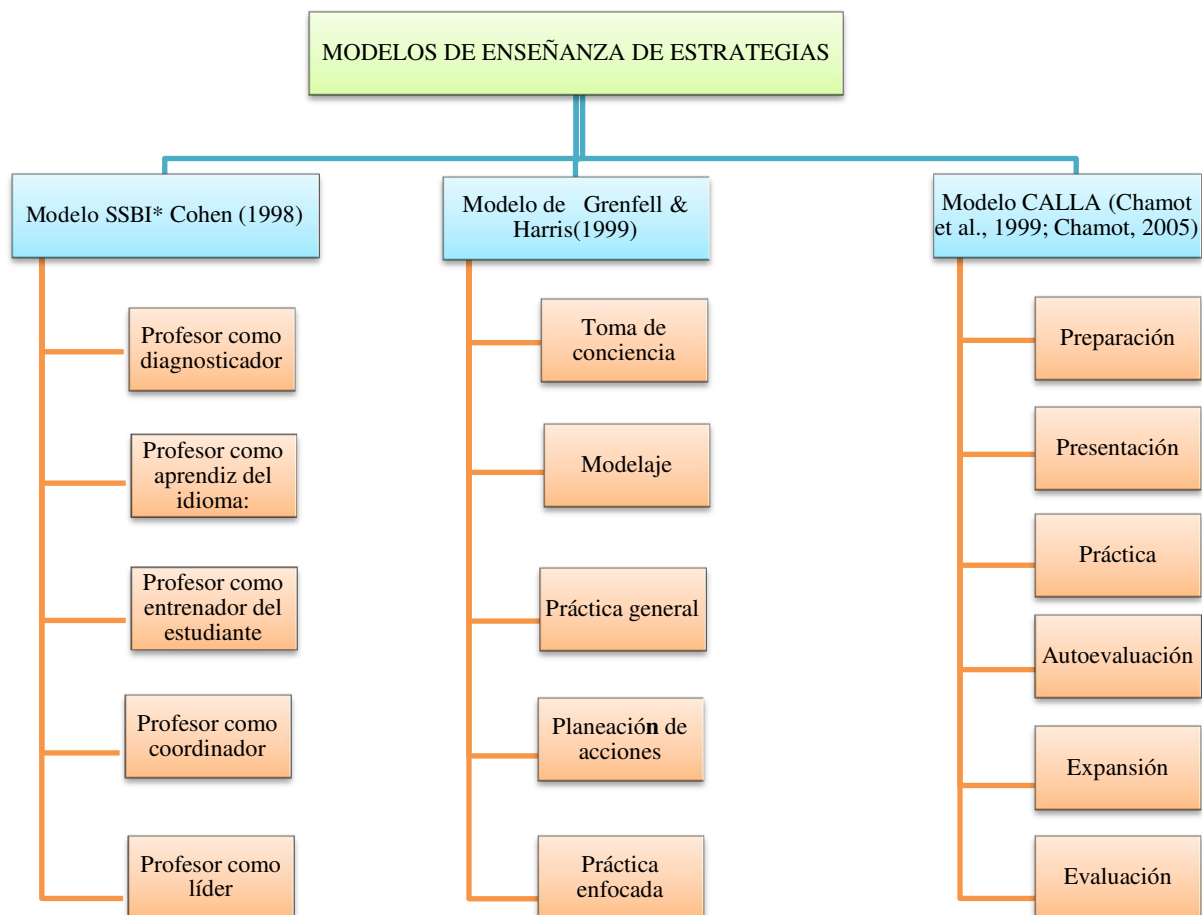 MODELOS DE ENSEÑANZA DE ESTRATEGIAS
Modelo SSBI* Cohen (1998)
Profesor como
diagnosticador
Profesor como
aprendiz del
idioma:
Profesor como
entrenador del
estudiante
Profesor como
coordinador
Profesor como
líder
Modelo de Grenfell &
Harris(1999)
Toma de
conciencia
Modelaje
Práctica general
Planeación de
acciones
Práctica
enfocada
Modelo CALLA (Chamot
et al., 1999; Chamot, 2005)
Preparación
Presentación
Práctica
Autoevaluación
Expansión
Evaluación